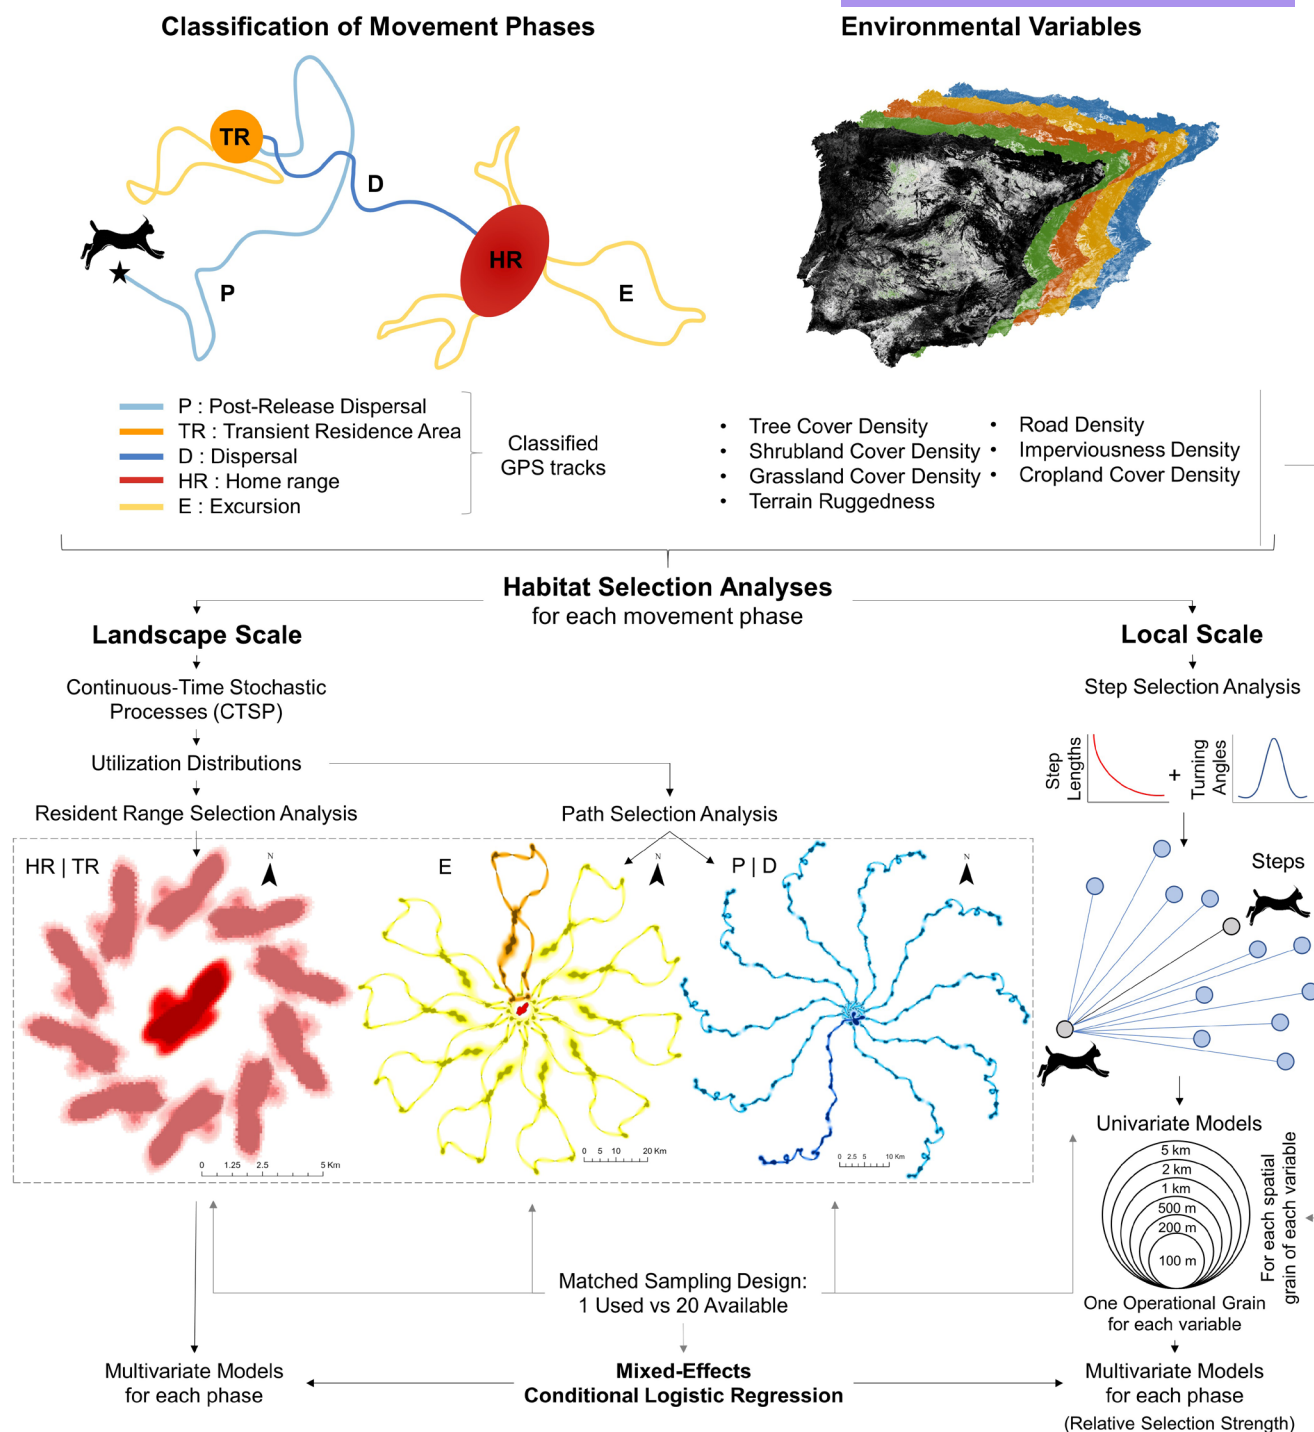 Classification of Movement Phases
Environmental Variables
TR
D
HR
P
E
P : Post-Release Dispersal
TR : Transient Residence Area
D : Dispersal
HR : Home range
E : Excursion
Classified
GPS tracks
• Tree Cover Density
• Shrubland Cover Density
• Grassland Cover Density
• Terrain Ruggedness
• Road Density
• Imperviousness Density
• Cropland Cover Density
Habitat Selection Analyses
for each movement phase
Landscape Scale
Continuous-Time Stochastic
Processes (CTSP)
Utilization Distributions
Resident Range Selection Analysis
Path Selection Analysis
Local Scale
Step Selection Analysis
Step
Lengths
+
Turning
Angles
Steps
HR | TR
N
0 1.25 2.5 5 Km
E
N
0 5 10 20 Km
P | D
N
0 2.5 5 10 Km
Univariate Models
5 km
2 km
1 km
500 m
200 m
100 m
For each spatial
grain of each variable
One Operational Grain
for each variable
Matched Sampling Design:
1 Used vs 20 Available
Multivariate Models
for each phase
Mixed-Effects
Conditional Logistic Regression
Multivariate Models
for each phase
(Relative Selection Strength)